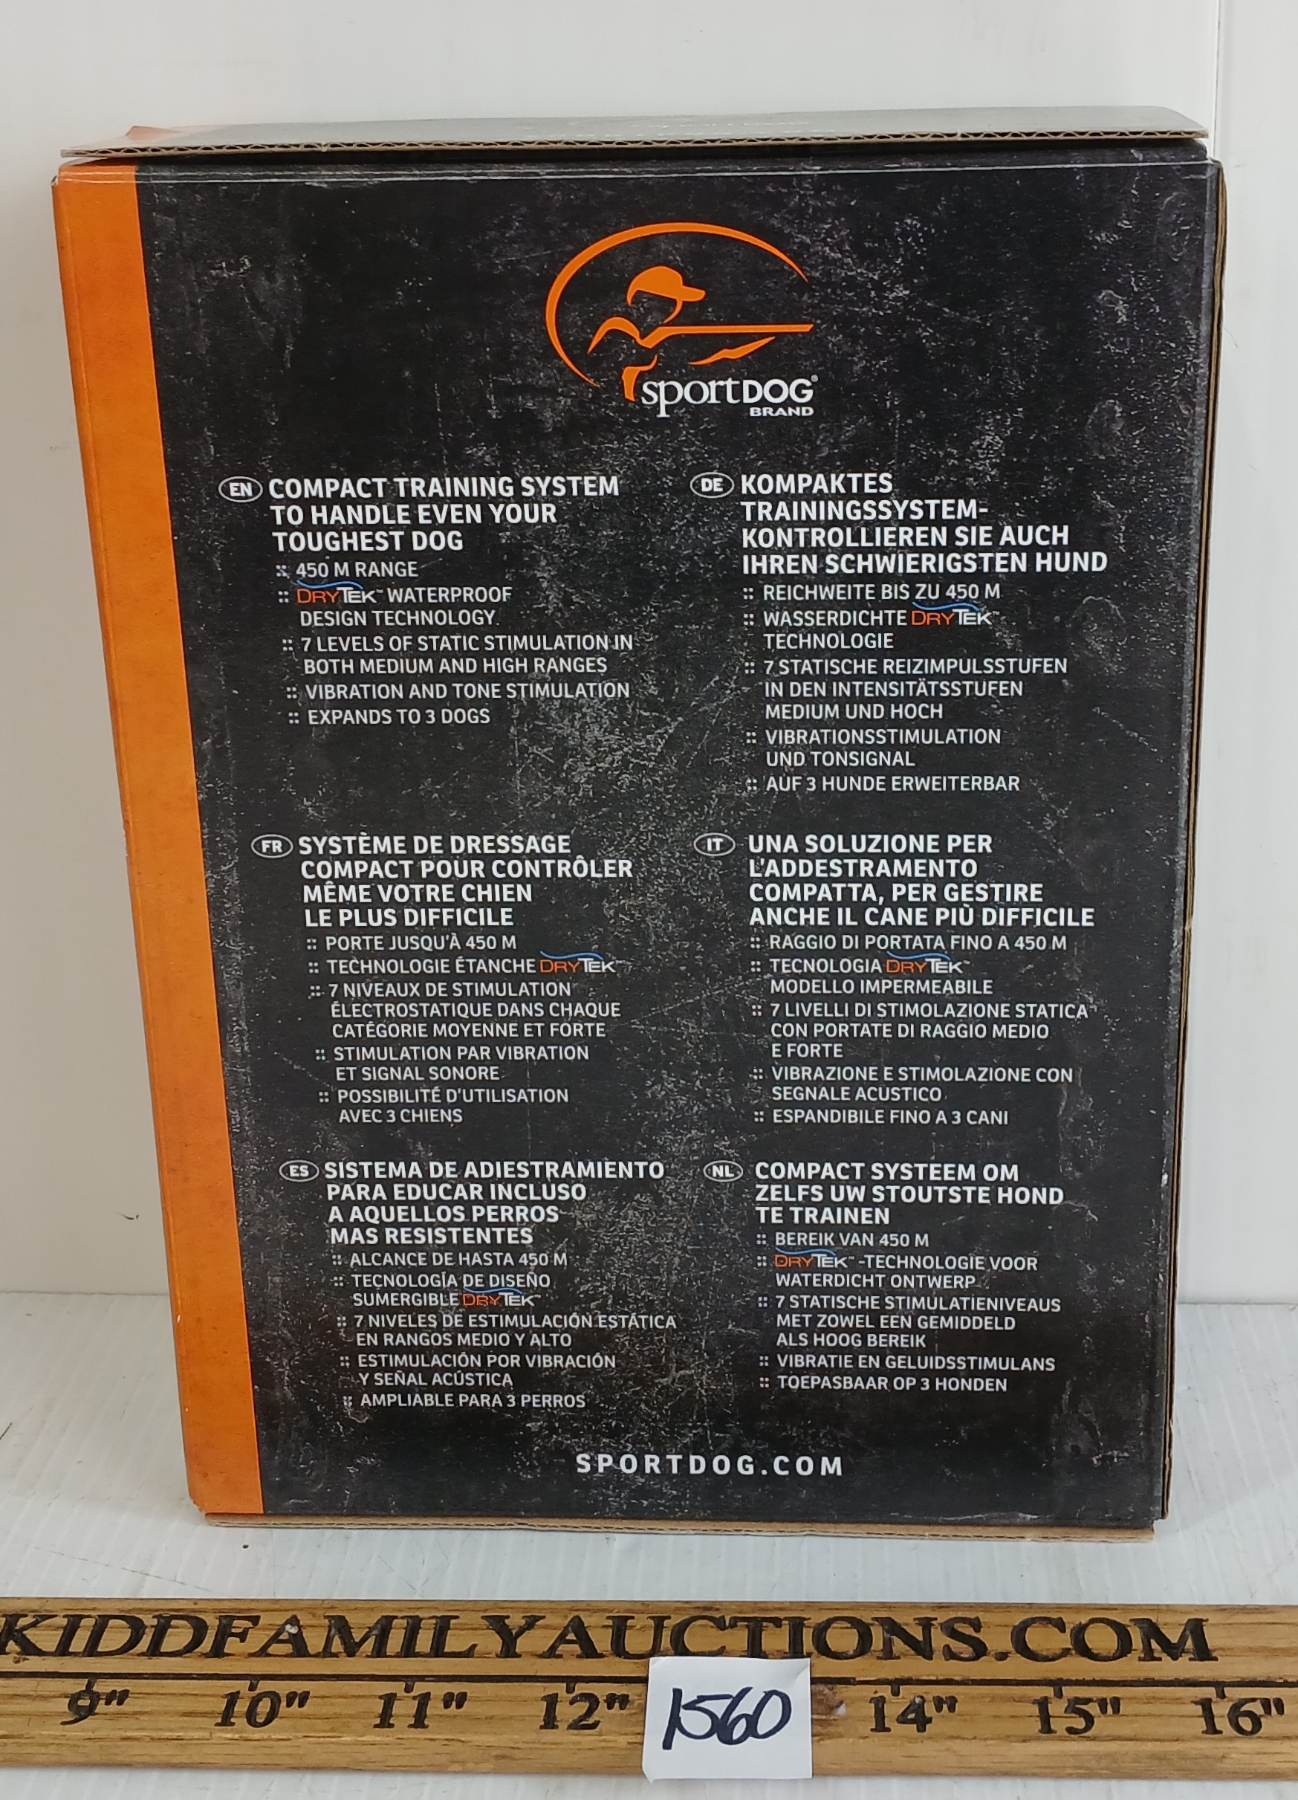 sportDOG®
BRAND
EN COMPACT TRAINING SYSTEM
TO HANDLE EVEN YOUR
TOUGHEST DOG
:: 450 M RANGE
:: DRYTEK™ WATERPROOF
DESIGN TECHNOLOGY
:: 7 LEVELS OF STATIC STIMULATION IN
BOTH MEDIUM AND HIGH RANGES
:: VIBRATION AND TONE STIMULATION
:: EXPANDS TO 3 DOGS
DE KOMPAKTES
TRAININGSSYSTEM-
KONTROLLIEREN SIE AUCH
IHREN SCHWIERIGSTEN HUND
:: REICHWEITE BIS ZU 450 M
:: WASSERDICHTE DRYTEK™
TECHNOLOGIE
:: 7 STATISCHE REIZIMPULSSTUFEN
IN DEN INTENSITÄTSSTUFEN
MEDIUM UND HOCH
:: VIBRATIONSSTIMULATION
UND TONSIGNAL
:: AUF 3 HUNDE ERWEITERBAR
FR SYSTÈME DE DRESSAGE
COMPACT POUR CONTRÔLER
MÊME VOTRE CHIEN
LE PLUS DIFFICILE
:: PORTE JUSQU'À 450 M
:: TECHNOLOGIE ÉTANCHE DRYTEK™
:: 7 NIVEAUX DE STIMULATION
ÉLECTROSTATIQUE DANS CHAQUE
CATÉGORIE MOYENNE ET FORTE
:: STIMULATION PAR VIBRATION
ET SIGNAL SONORE
:: POSSIBILITÉ D'UTILISATION
AVEC 3 CHIENS
IT UNA SOLUZIONE PER
L'ADDESTRAMENTO
COMPATTA, PER GESTIRE
ANCHE IL CANE PIÙ DIFFICILE
:: RAGGIO DI PORTATA FINO A 450 M
:: TECNOLOGIA DRYTEK™
MODELLO IMPERMEABILE
:: 7 LIVELLI DI STIMOLAZIONE STATICA
CON PORTATE DI RAGGIO MEDIO
E FORTE
:: VIBRAZIONE E STIMOLAZIONE CON
SEGNALE ACUSTICO
:: ESPANDIBILE FINO A 3 CANI
ES SISTEMA DE ADIESTRAMIENTO
PARA EDUCAR INCLUSO
A AQUELLOS PERROS
MAS RESISTENTES
:: ALCANCE DE HASTA 450 M
:: TECNOLOGÍA DE DISEÑO
SUMERGIBLE DRYTEK™
:: 7 NIVELES DE ESTIMULACIÓN ESTÁTICA
EN RANGOS MEDIO Y ALTO
:: ESTIMULACIÓN POR VIBRACIÓN
Y SEÑAL ACÚSTICA
:: AMPLIABLE PARA 3 PERROS
NL COMPACT SYSTEEM OM
ZELFS UW STOUTSTE HOND
TE TRAINEN
:: BEREIK VAN 450 M
:: DRYTEK™ -TECHNOLOGIE VOOR
WATERDICHT ONTWERP
:: 7 STATISCHE STIMULATIENIVEAUS
MET ZOWEL EEN GEMIDDELD
ALS HOOG BEREIK
:: VIBRATIE EN GELUIDSSTIMULANS
:: TOEPASBAAR OP 3 HONDEN
SPORTDOG.COM
KIDDFAMILYAUCTIONS.COM
9" 10" 11" 12" 1560 14" 15" 16"